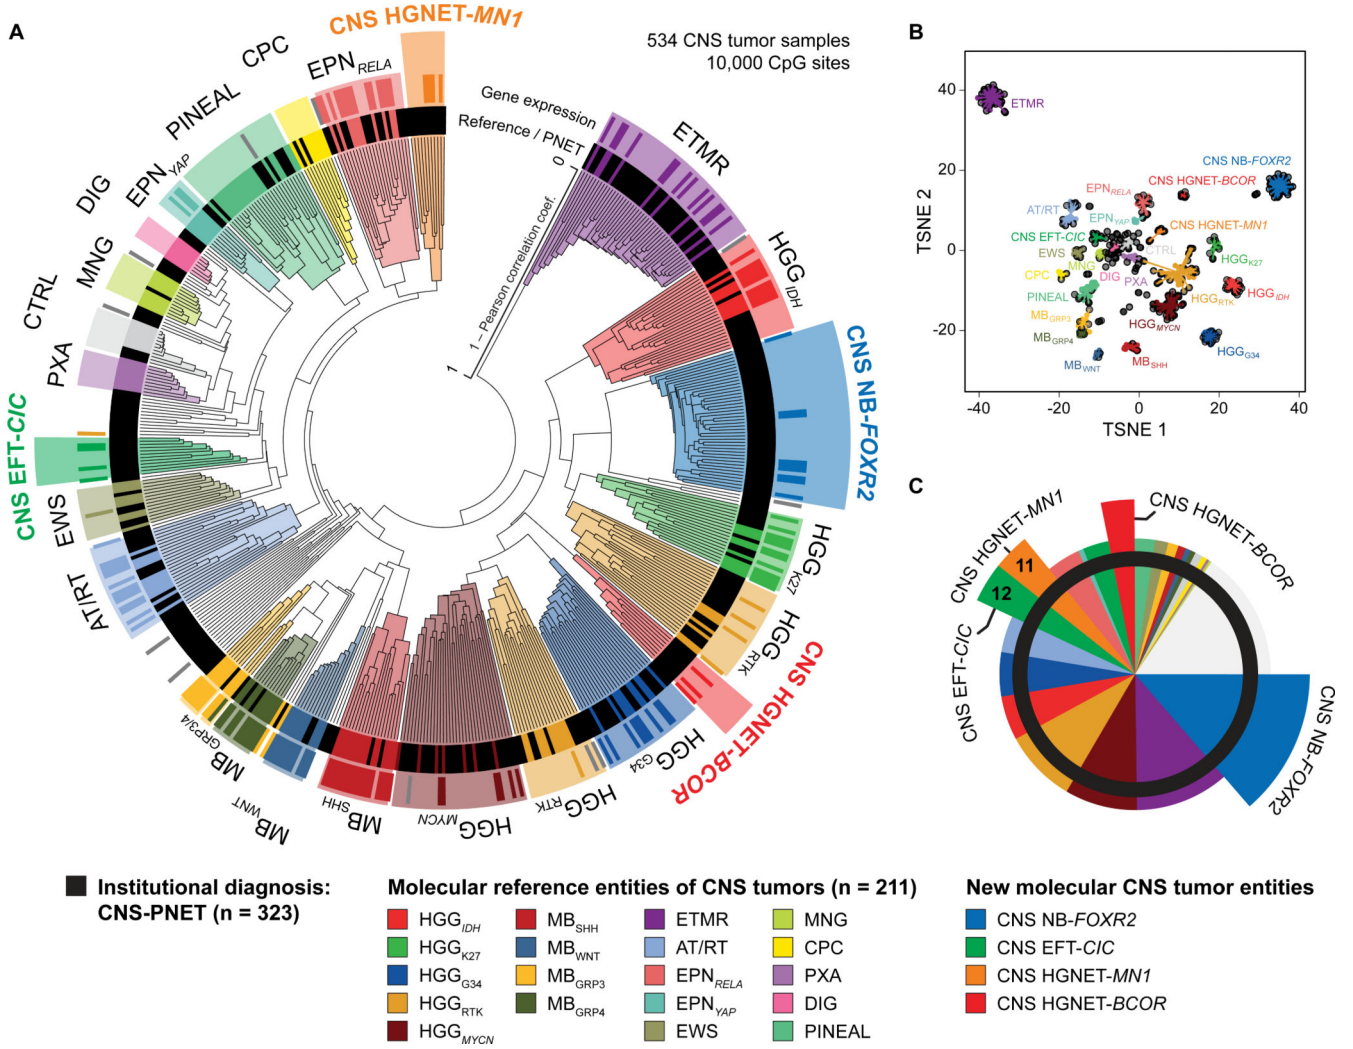 A
CNS HGNET-MN1
534 CNS tumor samples
10,000 CpG sites
CPC
EPN RELA
PINEAL
EPN YAP
DIG
MNG
CTRL
PXA
CNS EFT-CIC
EWS
AT/RT
MB GRP3/4
MB WNT
MB SHH
HGG MYCN
HGG RTK
HGG G34
CNS HGNET-BCOR
HGG RTK
HGG K27
CNS NB-FOXR2
HGG IDH
ETMR
Gene expression
Reference / PNET
0
1 – Pearson correlation coef.
1
B
TSNE 2
40
20
0
-20
-40
-20
0
20
40
TSNE 1
ETMR
CNS NB-FOXR2
CNS HGNET-BCOR
EPN RELA
AT/RT
EPN YAP
CNS HGNET-MN1
CNS EFT-CIC
CTRL
EWS
HGG K27
MNG
CPC
DIG
PXA
PINEAL
HGG RTK
HGG IDH
MB GRP3
HGG MYCN
MB GRP4
HGG G34
MB WNT
MB SHH
C
CNS HGNET-MN1
CNS HGNET-BCOR
11
12
CNS EFT-CIC
CNS NB-FOXR2
Institutional diagnosis:
CNS-PNET (n = 323)
Molecular reference entities of CNS tumors (n = 211)
HGG IDH
HGG K27
HGG G34
HGG RTK
HGG MYCN
MB SHH
MB WNT
MB GRP3
MB GRP4
ETMR
AT/RT
EPN RELA
EPN YAP
EWS
MNG
CPC
PXA
DIG
PINEAL
New molecular CNS tumor entities
CNS NB-FOXR2
CNS EFT-CIC
CNS HGNET-MN1
CNS HGNET-BCOR